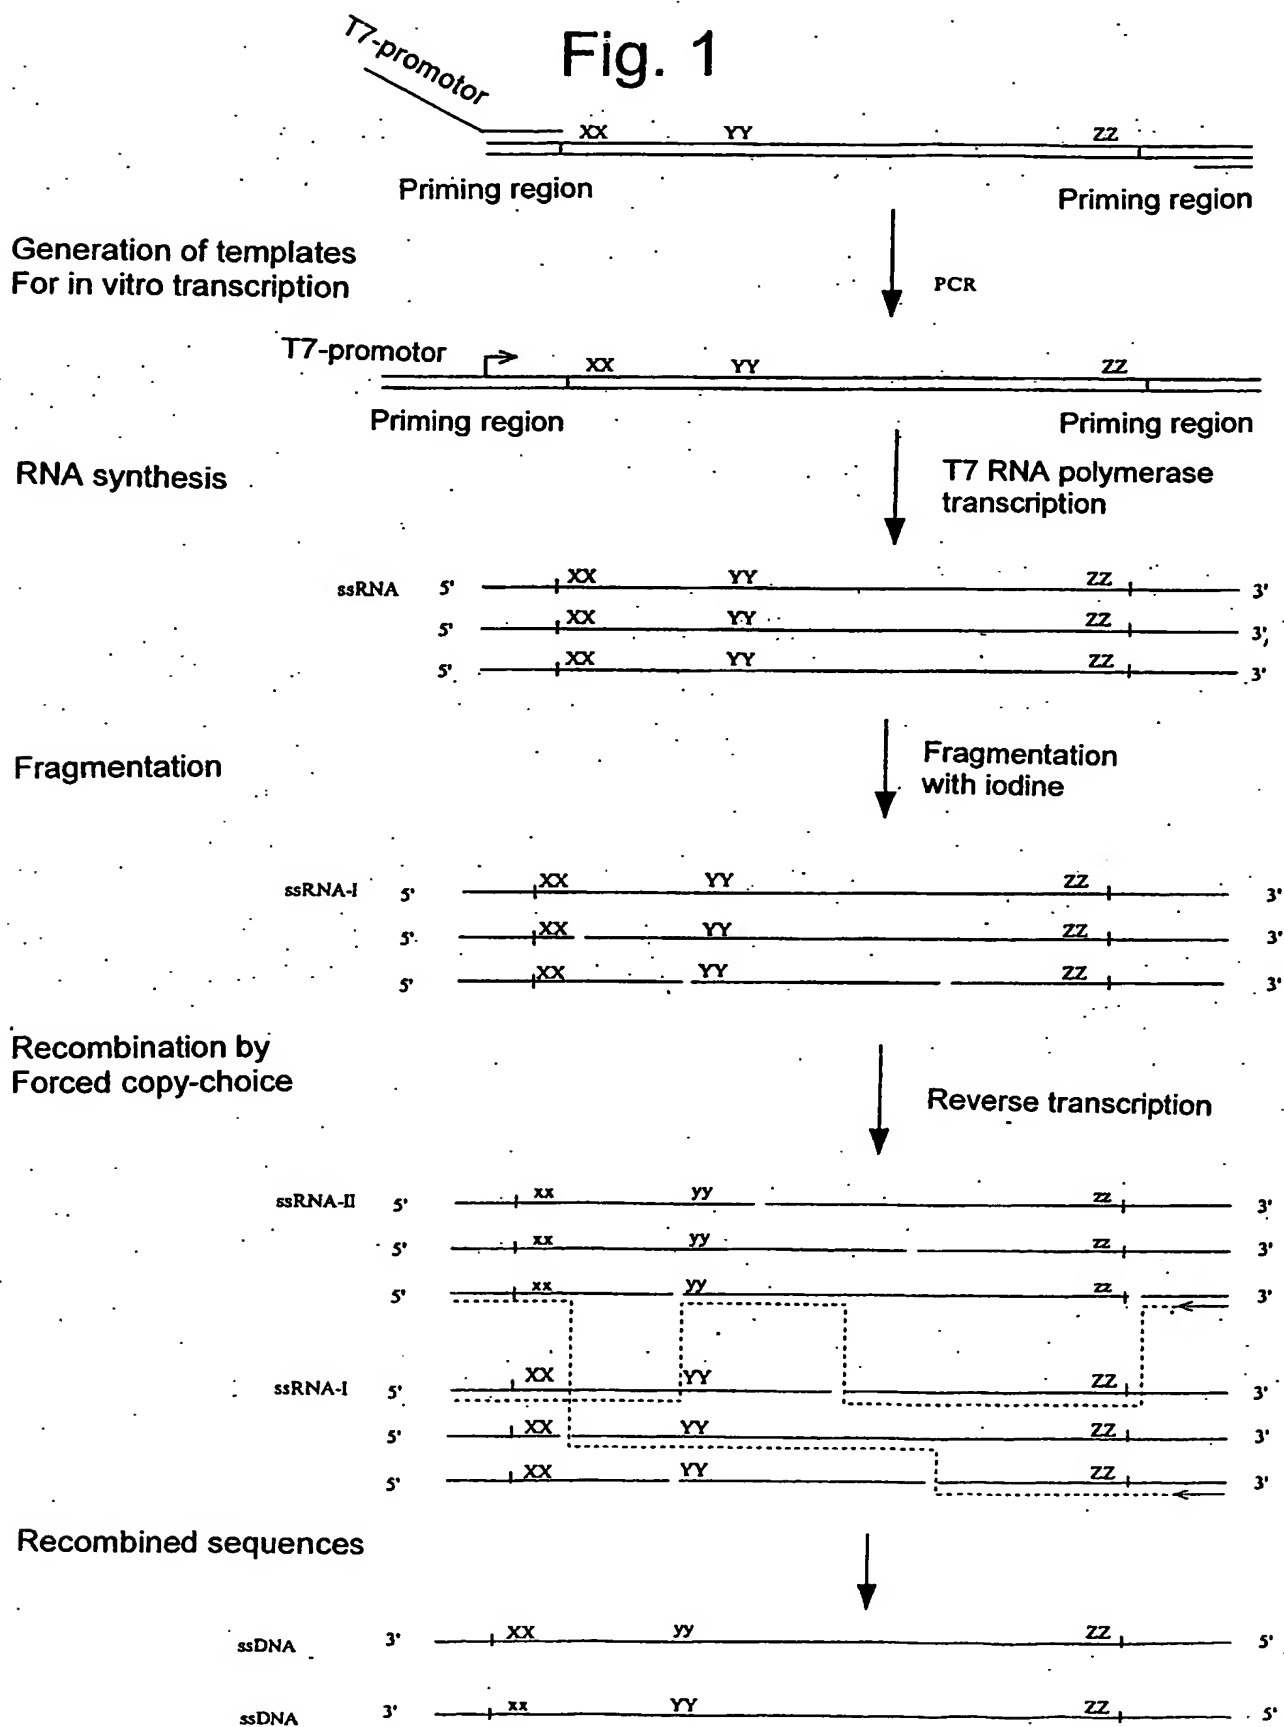 Fig. 1
T7-promotor
XX YY ZZ
Priming region Priming region
Generation of templates
For in vitro transcription
PCR
T7-promotor
XX YY ZZ
Priming region Priming region
RNA synthesis
T7 RNA polymerase
transcription
ssRNA 5' XX YY ZZ 3'
5' XX YY ZZ 3'
5' XX YY ZZ 3'
Fragmentation
Fragmentation
with iodine
ssRNA-I 5' XX YY ZZ 3'
5' XX YY ZZ 3'
5' XX YY ZZ 3'
Recombination by
Forced copy-choice
Reverse transcription
ssRNA-II 5' xx yy zz 3'
5' xx yy zz 3'
5' xx yy zz 3'
ssRNA-I 5' XX YY ZZ 3'
5' XX YY ZZ 3'
5' XX YY ZZ 3'
Recombined sequences
ssDNA 3' XX yy ZZ 5'
ssDNA 3' xx YY ZZ 5'